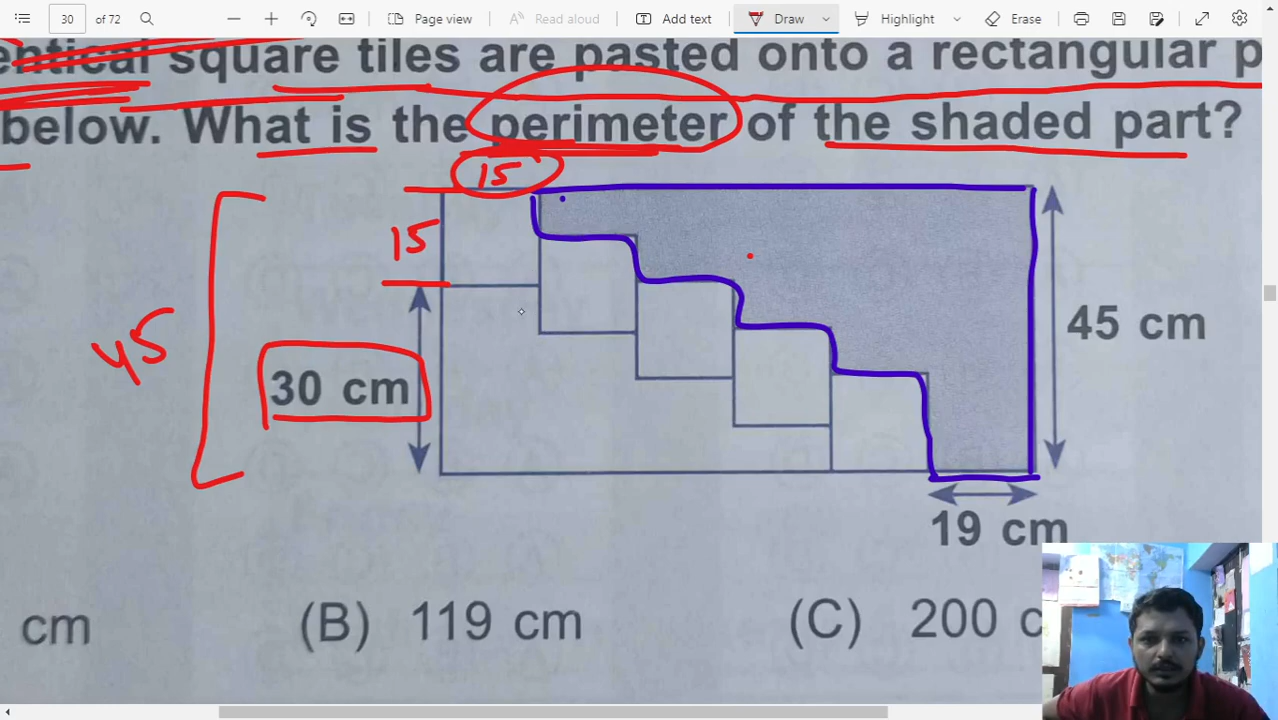 30 of 72 Page view Read aloud Add text Draw Highlight Erase
entical square tiles are pasted onto a rectangular p
below. What is the perimeter of the shaded part?
15
15
45
30 cm
45 cm
19 cm
cm (B) 119 cm (C) 200 c